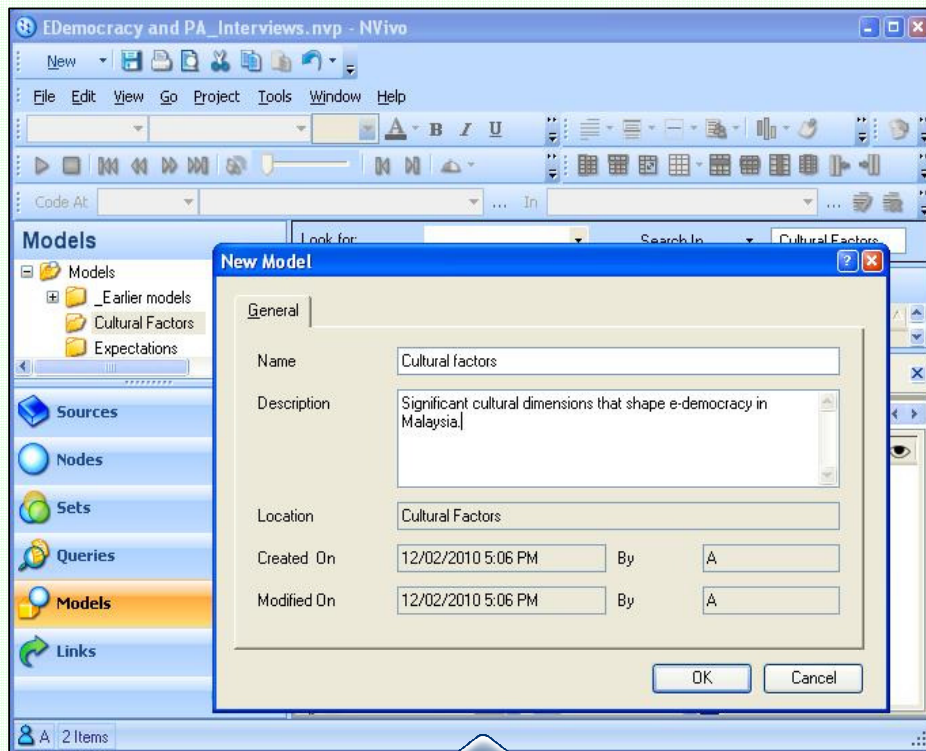 EDemocracy and PA_Interviews.nvp - NVivo
New
File Edit View Go Project Tools Window Help
A B I U
Code At In
Models
Look for: Search In Cultural Factors
Models
_Earlier models
Cultural Factors
Expectations
Sources
Nodes
Sets
Queries
Models
Links
New Model
General
Name Cultural factors
Description Significant cultural dimensions that shape e-democracy in
Malaysia.
Location Cultural Factors
Created On 12/02/2010 5:06 PM By A
Modified On 12/02/2010 5:06 PM By A
OK Cancel
A 2 Items